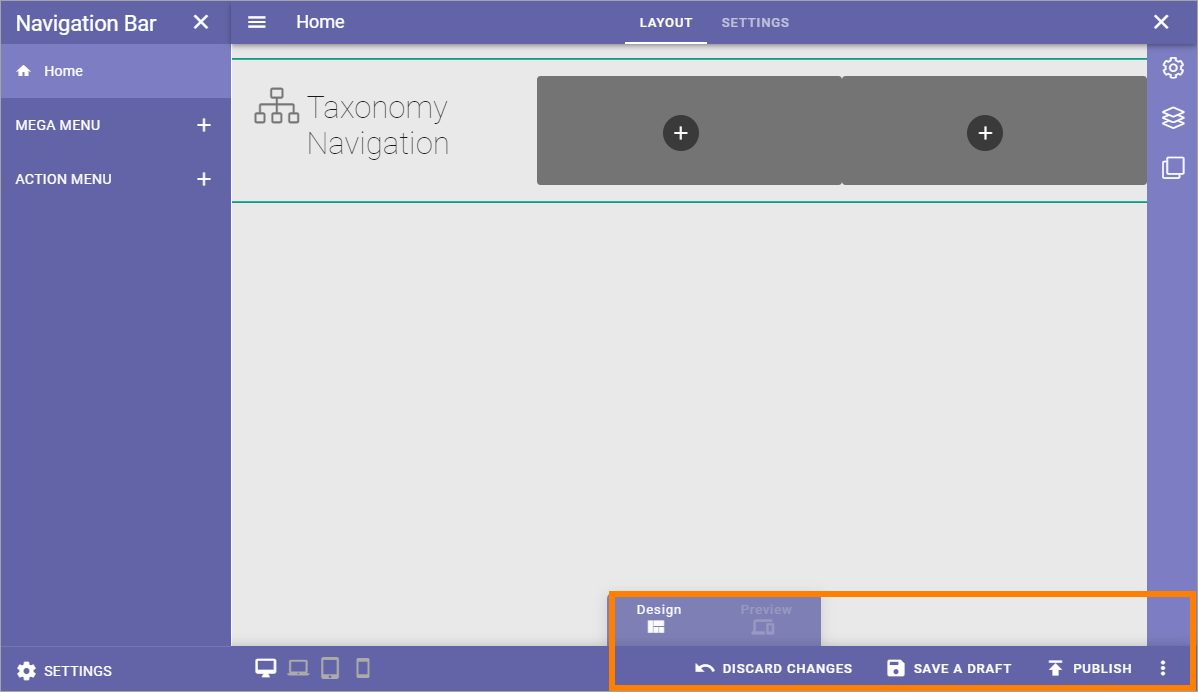 Navigation Bar
Home
MEGA MENU
ACTION MENU
SETTINGS
Home
LAYOUT
SETTINGS
Taxonomy
Navigation
Design
Preview
DISCARD CHANGES
SAVE A DRAFT
PUBLISH